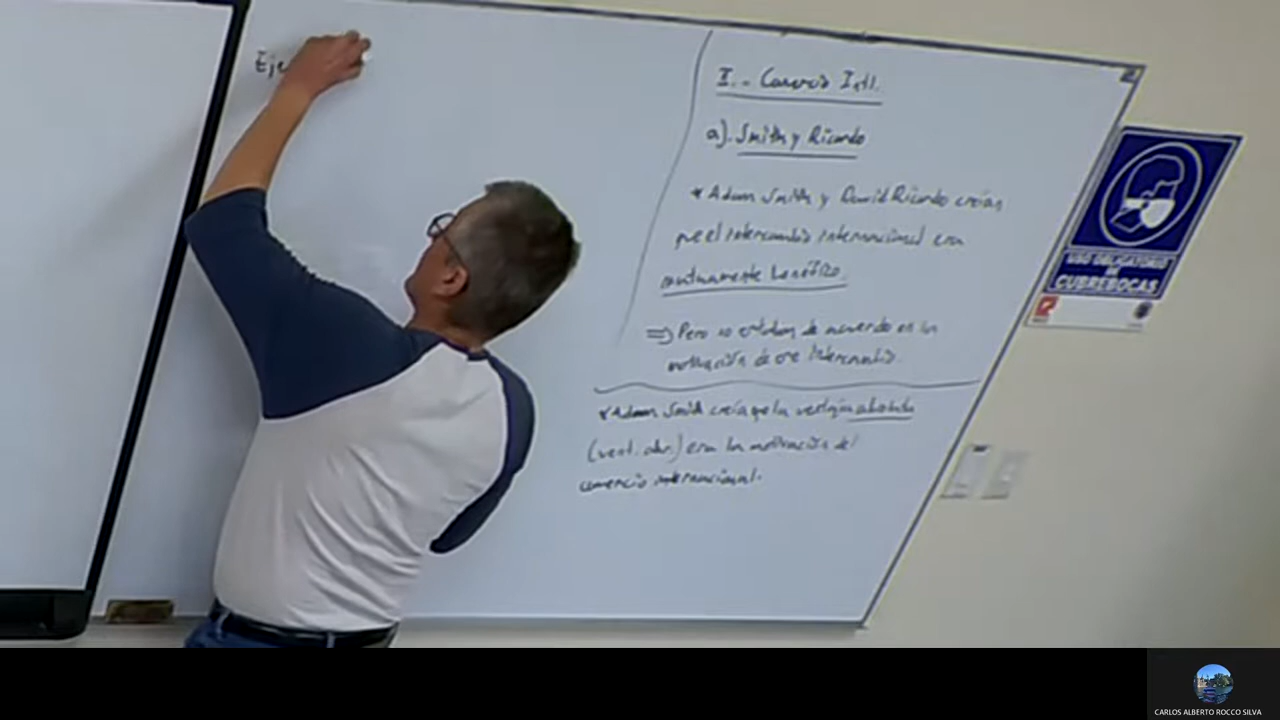 Eje
I.- Comercio Intl.
a). Smith y Ricardo
* Adam Smith y David Ricardo creían
que el intercambio internacional era
mutuamente benéfico.
=> Pero no estaban de acuerdo en la
motivación de ese intercambio.
* Adam Smith creía que la ventaja absoluta
(vent. abs.) era la motivación del
comercio internacional.
USO OBLIGATORIO
DE
CUBREBOCAS
CARLOS ALBERTO ROCCO SILVA